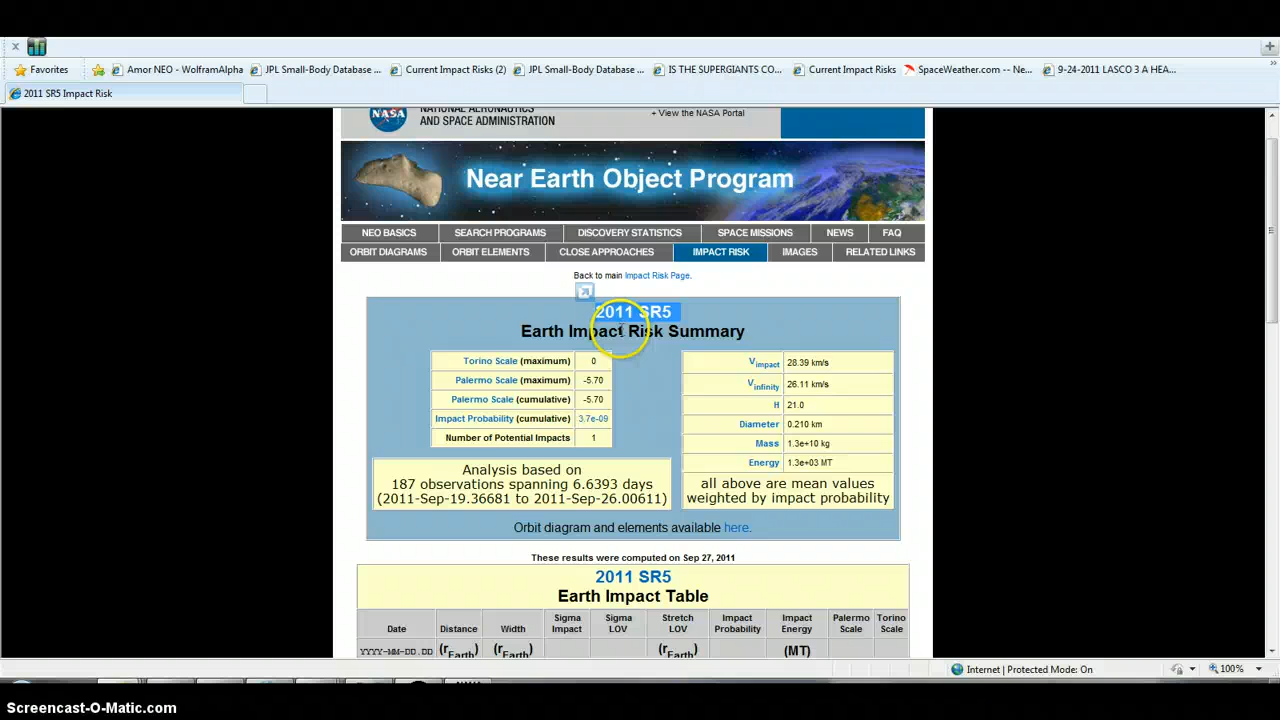 Favorites
Amor NEO - WolframAlpha
JPL Small-Body Database ...
Current Impact Risks (2)
JPL Small-Body Database ...
IS THE SUPERGIANTS CO...
Current Impact Risks
SpaceWeather.com -- Ne...
9-24-2011 LASCO 3 A HEA...
2011 SR5 Impact Risk
NASA
NATIONAL AERONAUTICS
AND SPACE ADMINISTRATION
+ View the NASA Portal
Near Earth Object Program
NEO BASICS SEARCH PROGRAMS DISCOVERY STATISTICS SPACE MISSIONS NEWS FAQ
ORBIT DIAGRAMS ORBIT ELEMENTS CLOSE APPROACHES IMPACT RISK IMAGES RELATED LINKS
Back to main Impact Risk Page.
2011 SR5
Earth Impact Risk Summary
Torino Scale (maximum) 0
Palermo Scale (maximum) -5.70
Palermo Scale (cumulative) -5.70
Impact Probability (cumulative) 3.7e-09
Number of Potential Impacts 1
Analysis based on
187 observations spanning 6.6393 days
(2011-Sep-19.36681 to 2011-Sep-26.00611)
Vimpact 28.39 km/s
Vinfinity 26.11 km/s
H 21.0
Diameter 0.210 km
Mass 1.3e+10 kg
Energy 1.3e+03 MT
all above are mean values
weighted by impact probability
Orbit diagram and elements available here.
These results were computed on Sep 27, 2011
2011 SR5
Earth Impact Table
Date Distance Width Sigma Impact Sigma LOV Stretch LOV Impact Probability Impact Energy Palermo Scale Torino Scale
YYYY-MM-DD.DD (rEarth) (rEarth) (rEarth) (MT)
Internet | Protected Mode: On
100%
Screencast-O-Matic.com